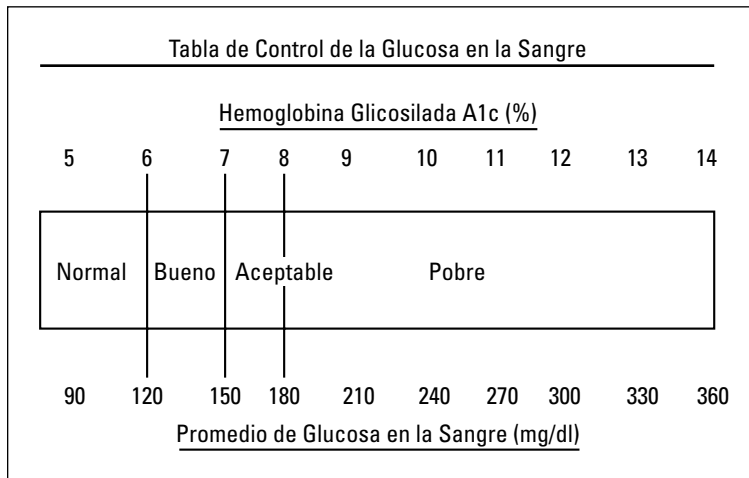 Tabla de Control de la Glucosa en la Sangre
Hemoglobina Glicosilada A1c (%)
5 6 7 8 9 10 11 12 13 14
Normal Bueno Aceptable Pobre
90 120 150 180 210 240 270 300 330 360
Promedio de Glucosa en la Sangre (mg/dl)